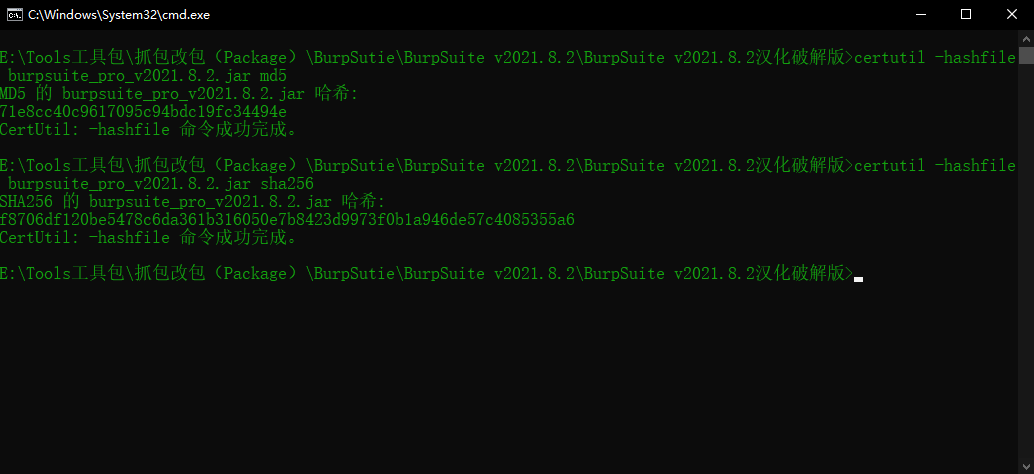 C:\Windows\System32\cmd.exe
E:\Tools工具包\抓包改包（Package）\BurpSutie\BurpSuite v2021.8.2\BurpSuite v2021.8.2汉化破解版>certutil -hashfile
burpsuite_pro_v2021.8.2.jar md5
MD5 的 burpsuite_pro_v2021.8.2.jar 哈希:
71e8cc40c9617095c94bdc19fc34494e
CertUtil: -hashfile 命令成功完成。
E:\Tools工具包\抓包改包（Package）\BurpSutie\BurpSuite v2021.8.2\BurpSuite v2021.8.2汉化破解版>certutil -hashfile
burpsuite_pro_v2021.8.2.jar sha256
SHA256 的 burpsuite_pro_v2021.8.2.jar 哈希:
f8706df120be5478c6da361b316050e7b8423d9973f0b1a946de57c4085355a6
CertUtil: -hashfile 命令成功完成。
E:\Tools工具包\抓包改包（Package）\BurpSutie\BurpSuite v2021.8.2\BurpSuite v2021.8.2汉化破解版>